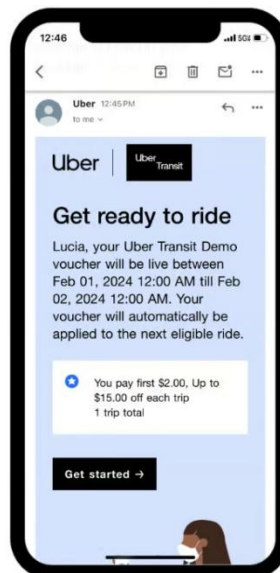 12:46
5G
Uber 12:45 PM
to me
Uber
Uber
Transit
Get ready to ride
Lucia, your Uber Transit Demo
voucher will be live between
Feb 01, 2024 12:00 AM till Feb
02, 2024 12:00 AM. Your
voucher will automatically be
applied to the next eligible ride.
You pay first $2.00, Up to
$15.00 off each trip
1 trip total
Get started →